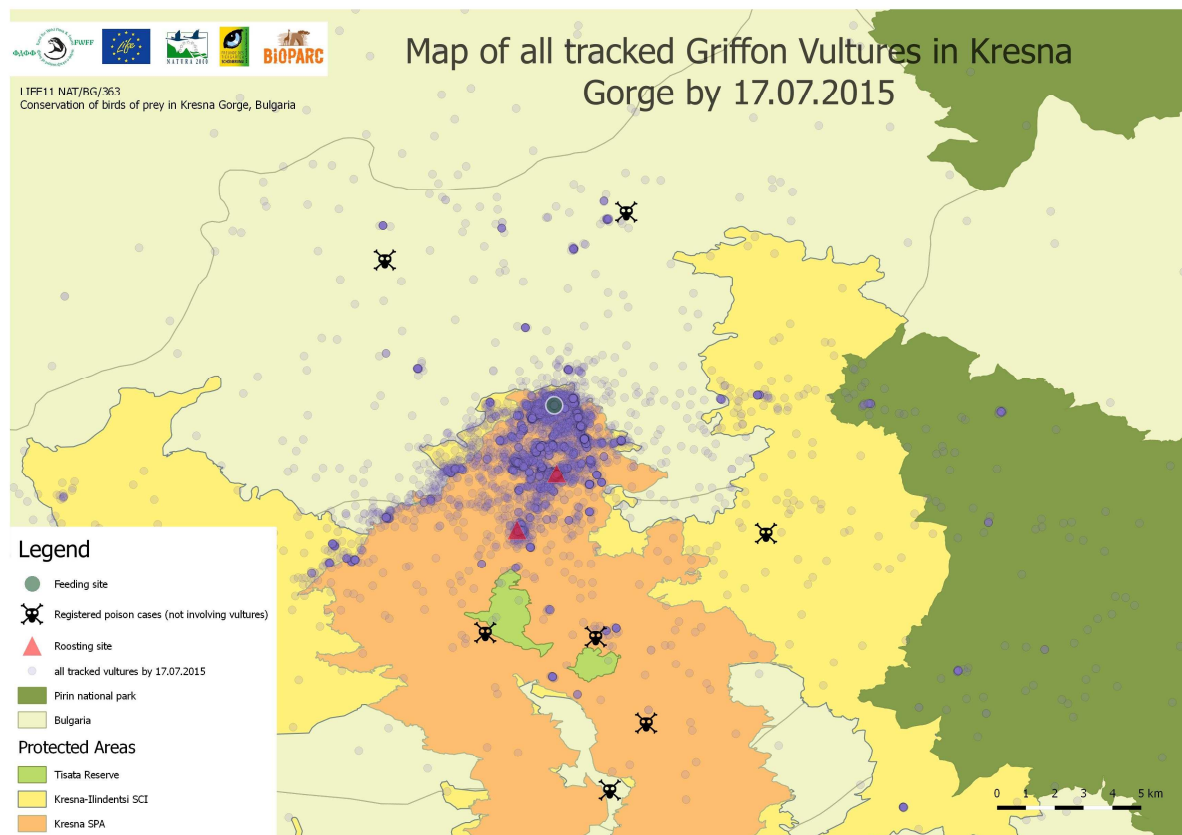 ФДФФ
FWFF
Life
NATURA 2000
BIOPARC
Map of all tracked Griffon Vultures in Kresna
Gorge by 17.07.2015
LIFE11 NAT/BG/363
Conservation of birds of prey in Kresna Gorge, Bulgaria
Legend
Feeding site
Registered poison cases (not involving vultures)
Roosting site
all tracked vultures by 17.07.2015
Pirin national park
Bulgaria
Protected Areas
Tisata Reserve
Kresna-Ilindentsi SCI
Kresna SPA
0 1 2 3 4 5 km